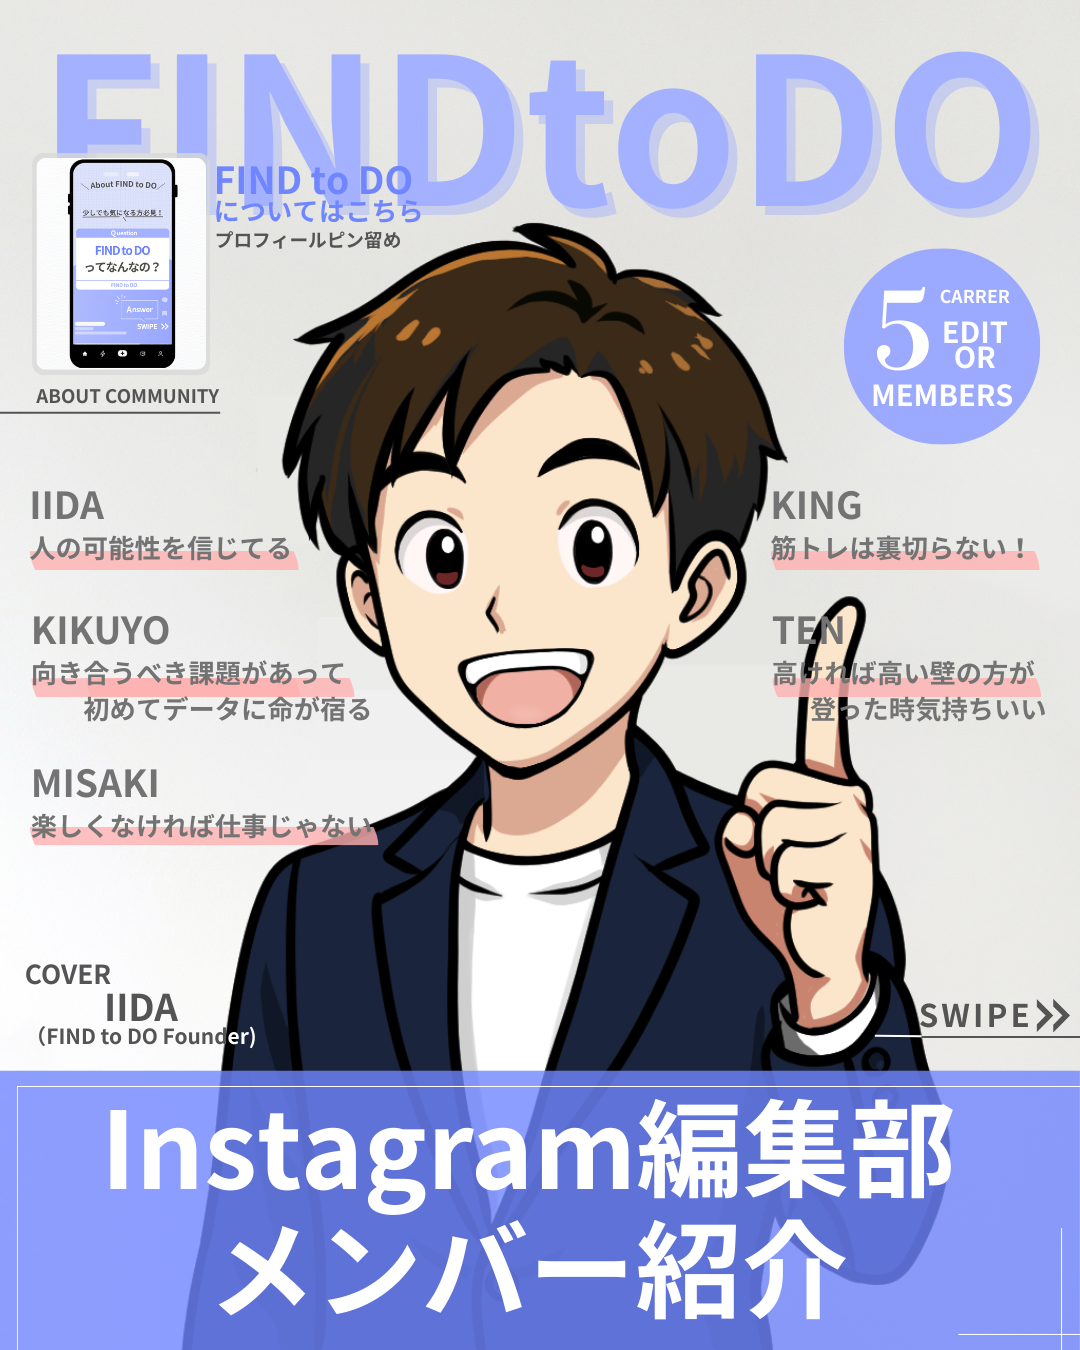 FINDtoDO
About FIND to DO
少しでも気になる方必見！
Question
FIND to DO
ってなんなの？
FIND to DO
Answer
SWIPE
FIND to DO
についてはこちら
プロフィールピン留め
ABOUT COMMUNITY
5 CARRER
EDIT
OR
MEMBERS
IIDA
人の可能性を信じてる
KIKUYO
向き合うべき課題があって
初めてデータに命が宿る
MISAKI
楽しくなければ仕事じゃない
KING
筋トレは裏切らない！
TEN
高ければ高い壁の方が
登った時気持ちいい
COVER
IIDA
(FIND to DO Founder)
SWIPE
Instagram編集部
メンバー紹介